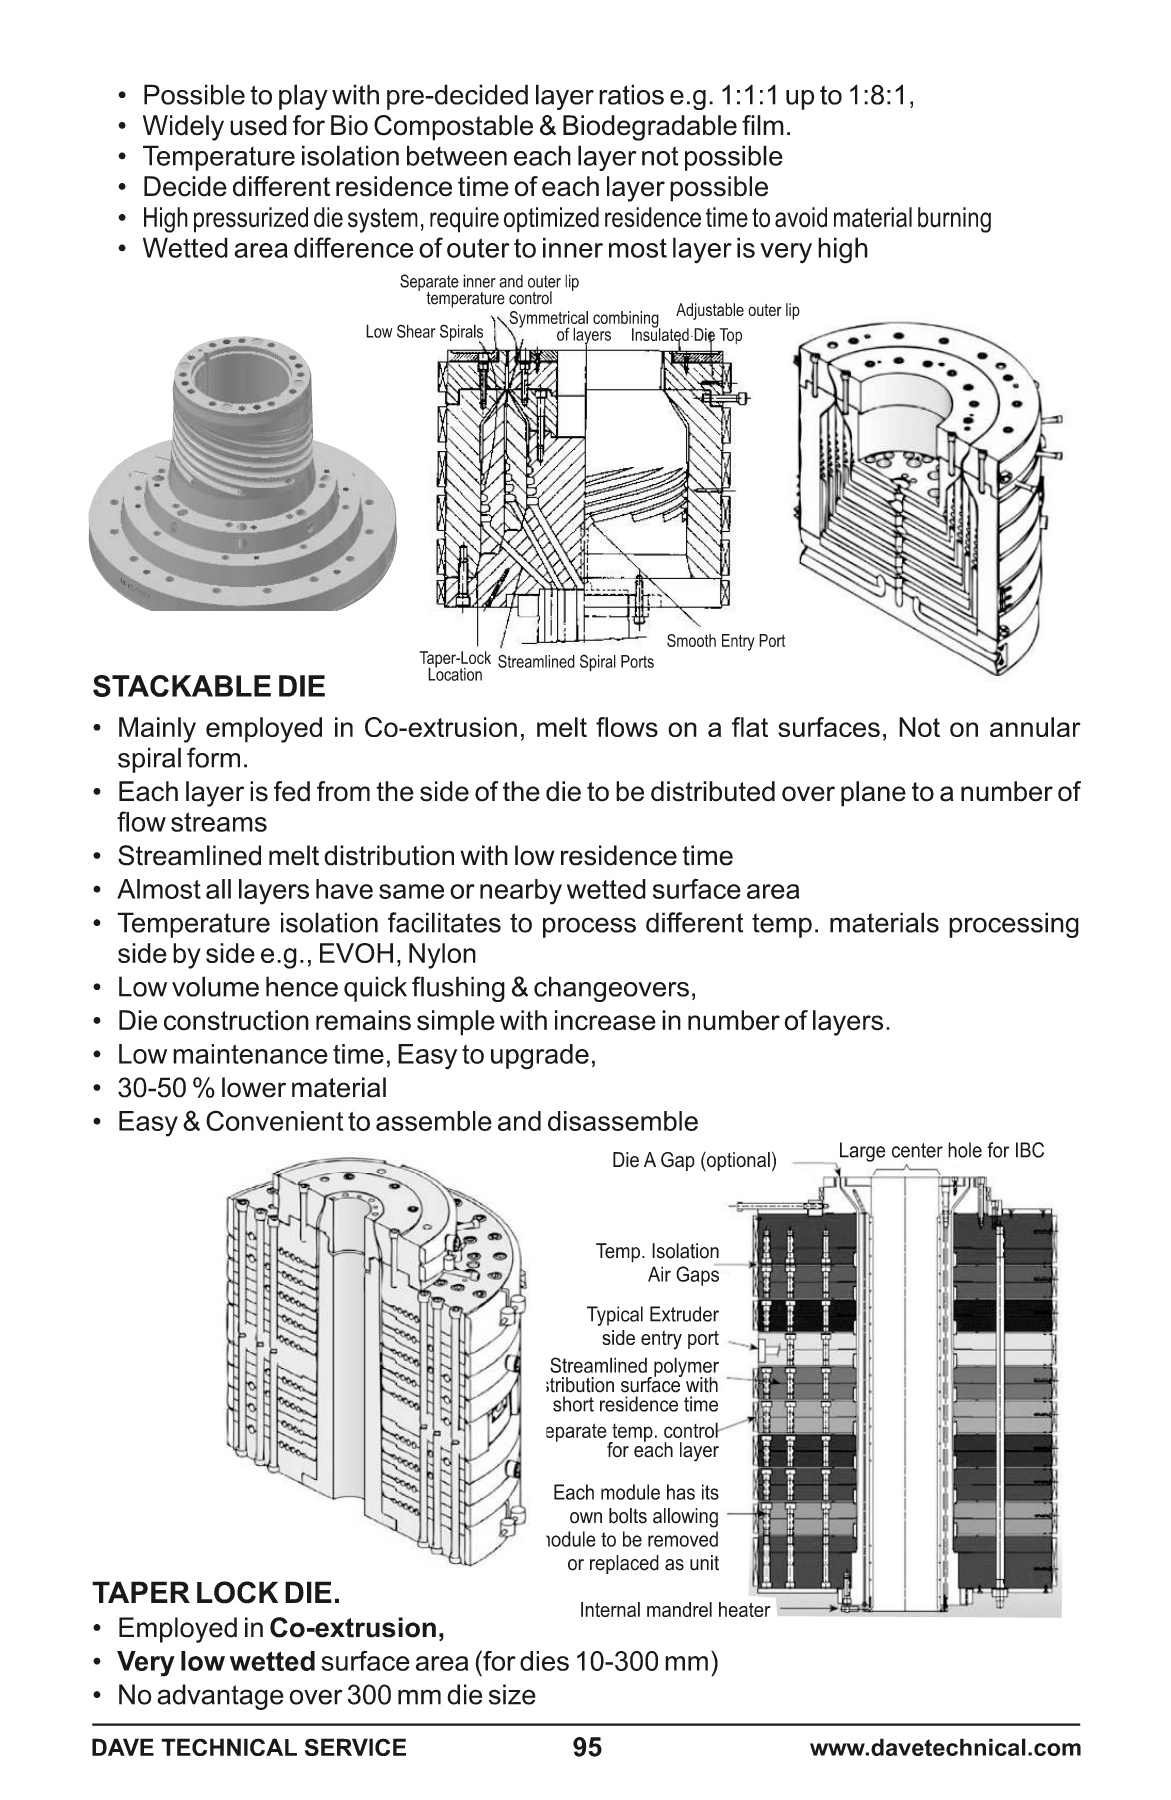 • Possible to play with pre-decided layer ratios e.g. 1:1:1 up to 1:8:1,
• Widely used for Bio Compostable & Biodegradable film.
• Temperature isolation between each layer not possible
• Decide different residence time of each layer possible
• High pressurized die system, require optimized residence time to avoid material burning
• Wetted area difference of outer to inner most layer is very high
Separate inner and outer lip
temperature control
Low Shear Spirals
Symmetrical combining
of layers
Adjustable outer lip
Insulated Die Top
Smooth Entry Port
Taper-Lock
Location
Streamlined Spiral Ports
STACKABLE DIE
• Mainly employed in Co-extrusion, melt flows on a flat surfaces, Not on annular
spiral form.
• Each layer is fed from the side of the die to be distributed over plane to a number of
flow streams
• Streamlined melt distribution with low residence time
• Almost all layers have same or nearby wetted surface area
• Temperature isolation facilitates to process different temp. materials processing
side by side e.g., EVOH, Nylon
• Low volume hence quick flushing & changeovers,
• Die construction remains simple with increase in number of layers.
• Low maintenance time, Easy to upgrade,
• 30-50 % lower material
• Easy & Convenient to assemble and disassemble
Die A Gap (optional)
Large center hole for IBC
Temp. Isolation
Air Gaps
Typical Extruder
side entry port
Streamlined polymer
stribution surface with
short residence time
eparate temp. control
for each layer
Each module has its
own bolts allowing
nodule to be removed
or replaced as unit
Internal mandrel heater
TAPER LOCK DIE.
• Employed in Co-extrusion,
• Very low wetted surface area (for dies 10-300 mm)
• No advantage over 300 mm die size
DAVE TECHNICAL SERVICE 95 www.davetechnical.com